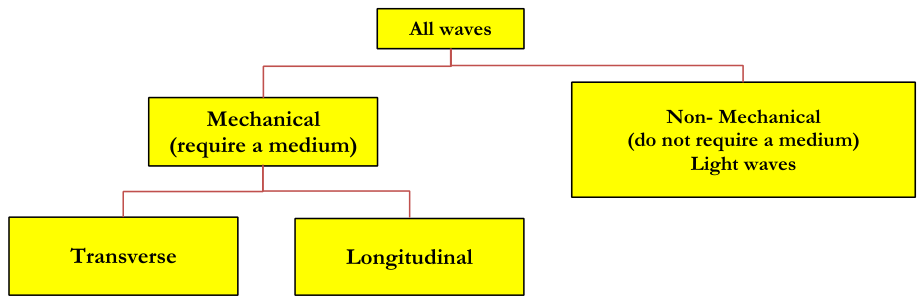 All waves
Mechanical
(require a medium)
Non- Mechanical
(do not require a medium)
Light waves
Transverse
Longitudinal